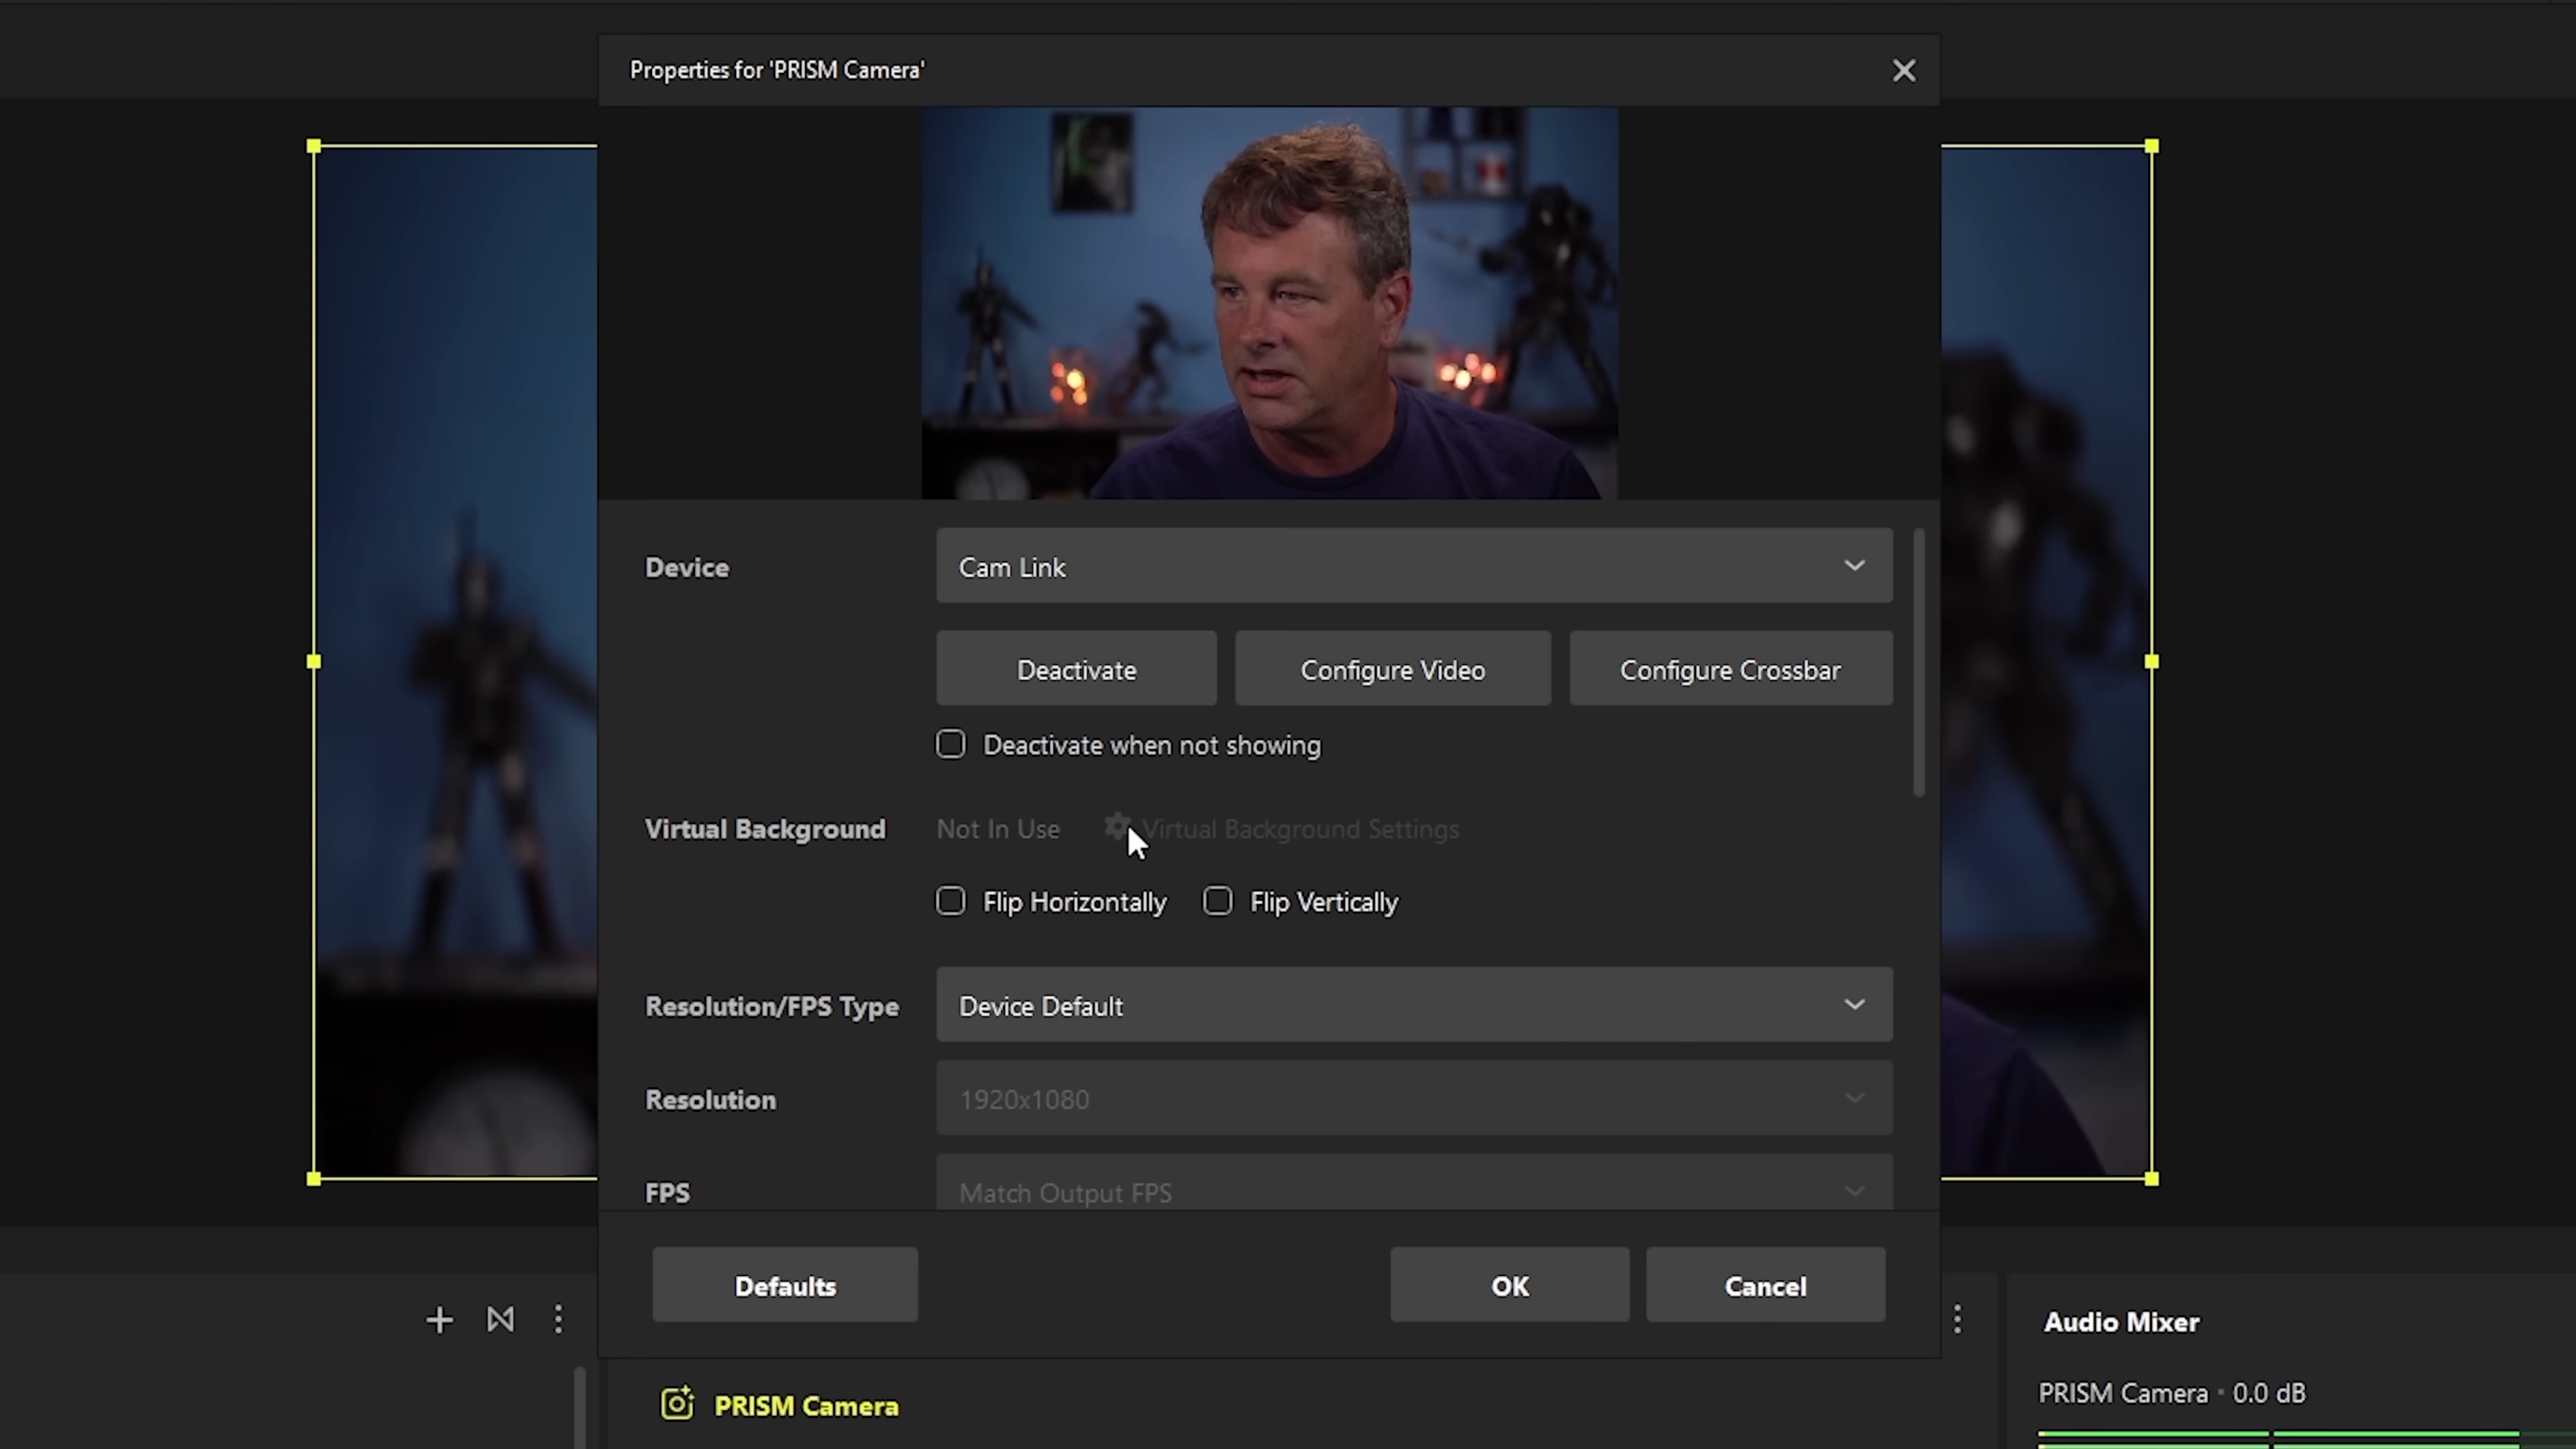 Properties for 'PRISM Camera'
Device
Cam Link
Deactivate
Configure Video
Configure Crossbar
Deactivate when not showing
Virtual Background
Not In Use
Virtual Background Settings
Flip Horizontally
Flip Vertically
Resolution/FPS Type
Device Default
Resolution
1920x1080
FPS
Match Output FPS
Defaults
OK
Cancel
Audio Mixer
PRISM Camera • 0.0 dB
PRISM Camera